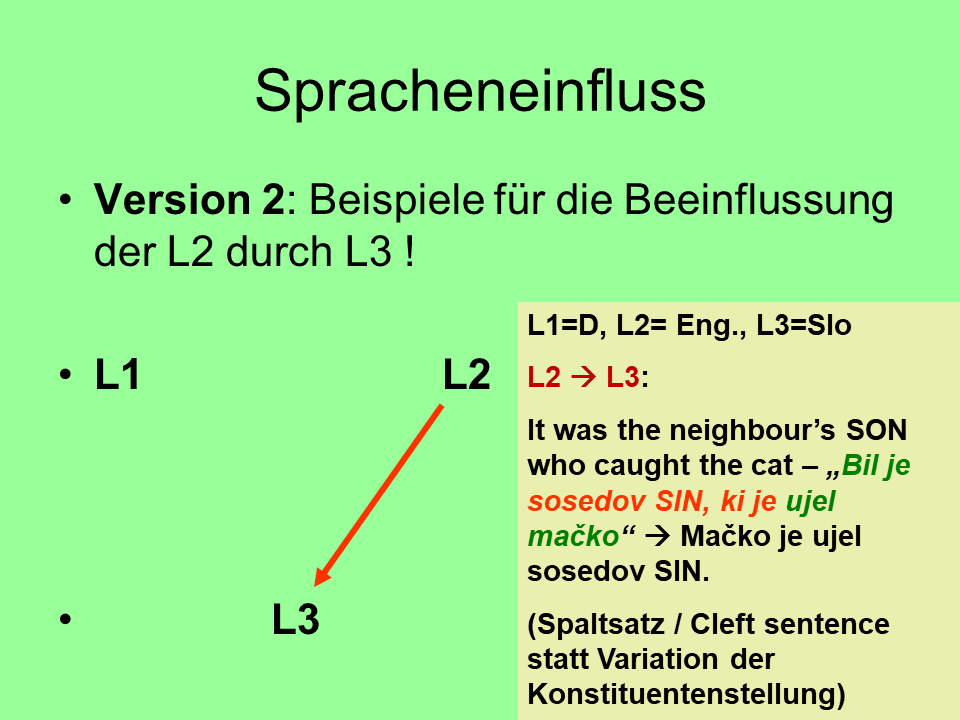 Spracheneinfluss
• Version 2: Beispiele für die Beeinflussung
der L2 durch L3 !
• L1 L2
• L3
L1=D, L2= Eng., L3=Slo
L2 → L3:
It was the neighbour’s SON
who caught the cat – „Bil je
sosedov SIN, ki je ujel
mačko“ → Mačko je ujel
sosedov SIN.
(Spaltsatz / Cleft sentence
statt Variation der
Konstituentenstellung)